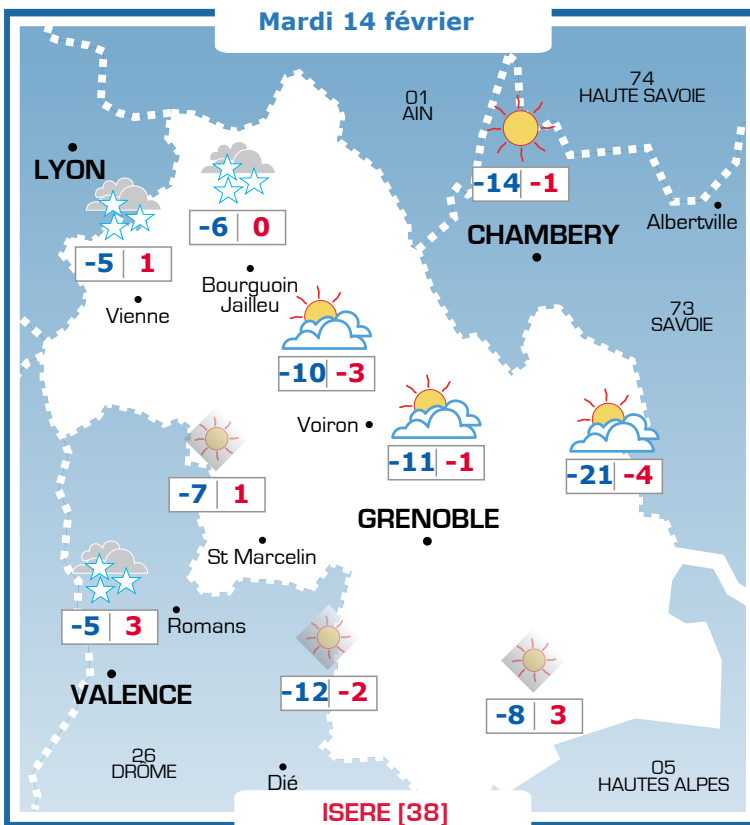 Mardi 14 février
74
HAUTE SAVOIE
01
AIN
LYON
-14 -1
-6 0
Albertville
CHAMBERY
-5 1
Bourguoin
Jailleu
Vienne
73
SAVOIE
-10 -3
Voiron
-11 -1
-21 -4
-7 1
GRENOBLE
St Marcelin
-5 3
Romans
VALENCE
-12 -2
-8 3
26
DRÔME
Dié
05
HAUTES ALPES
ISERE [38]